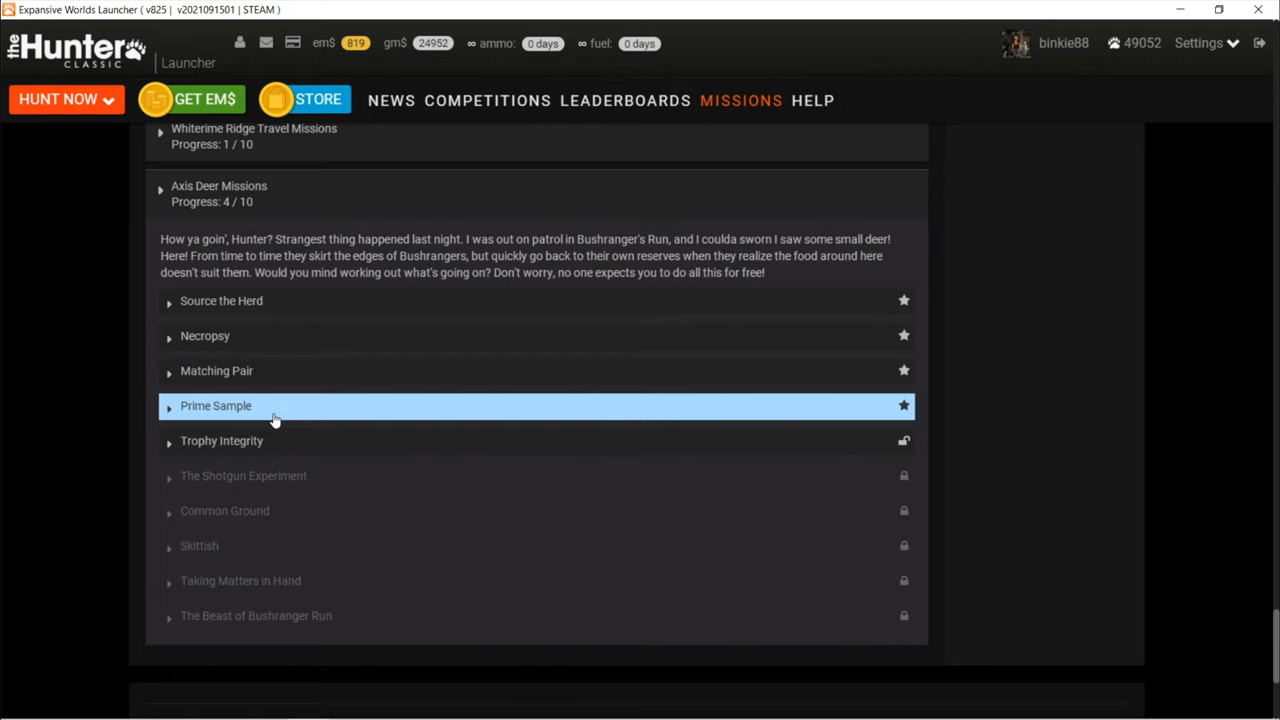 Expansive Worlds Launcher ( v825 | v2021091501 | STEAM )
theHunter CLASSIC | Launcher em$ 819 gm$ 24952 ∞ ammo: 0 days ∞ fuel: 0 days binkie88 49052 Settings
HUNT NOW GET EM$ STORE NEWS COMPETITIONS LEADERBOARDS MISSIONS HELP
Whiterime Ridge Travel Missions
Progress: 1 / 10
Axis Deer Missions
Progress: 4 / 10
How ya goin', Hunter? Strangest thing happened last night. I was out on patrol in Bushranger's Run, and I coulda sworn I saw some small deer!
Here! From time to time they skirt the edges of Bushrangers, but quickly go back to their own reserves when they realize the food around here
doesn't suit them. Would you mind working out what's going on? Don't worry, no one expects you to do all this for free!
Source the Herd
Necropsy
Matching Pair
Prime Sample
Trophy Integrity
The Shotgun Experiment
Common Ground
Skittish
Taking Matters in Hand
The Beast of Bushranger Run